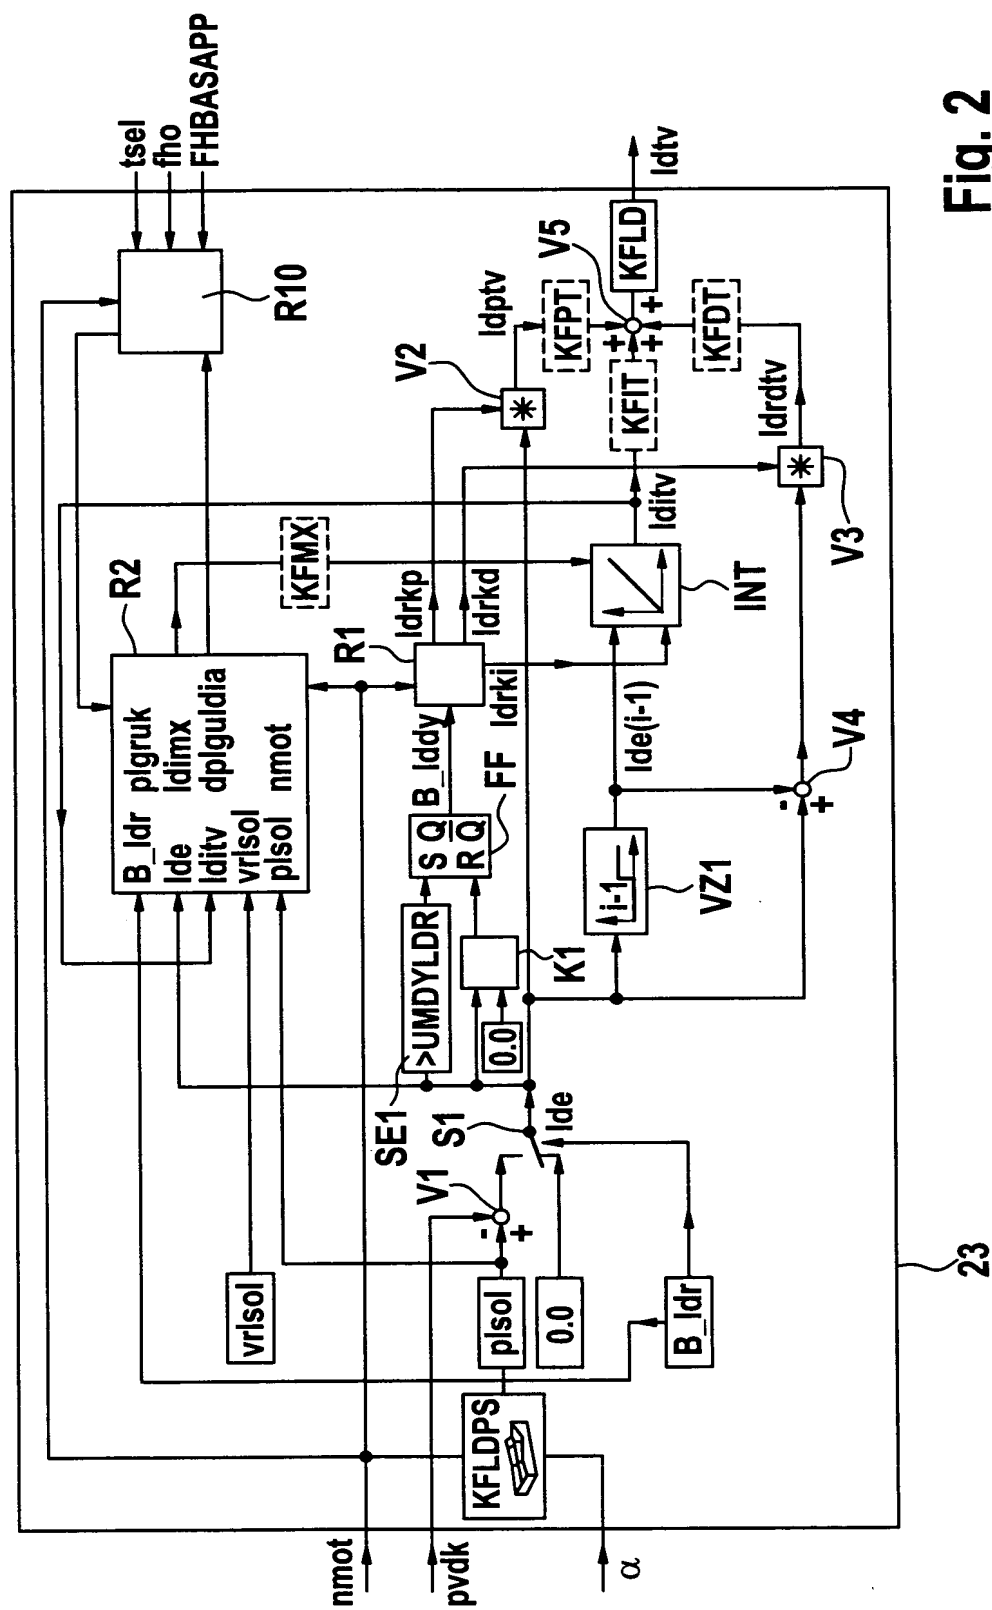 Fig. 2
23
nmot
pvdk
α
KFLDPS
plsol
0.0
B_ldr
vrlsol
V1
S1
lde
SE1
>UMDYLDR
0.0
K1
S Q
R Q̅
FF
B_lddy
R1
ldrkp
ldrkd
ldrki
B_ldr plgruk
lde ldimx
lditv dplguldia
vrlsol
plsol nmot
R2
KFMX
R10
tsel
fho
FHBASAPP
i-1
VZ1
lde(i-1)
INT
lditv
V2
ldptv
KFPT
KFIT
KFDT
V5
KFLD
ldtv
V3
ldrdtv
V4
-
+
-
+
+
+
+